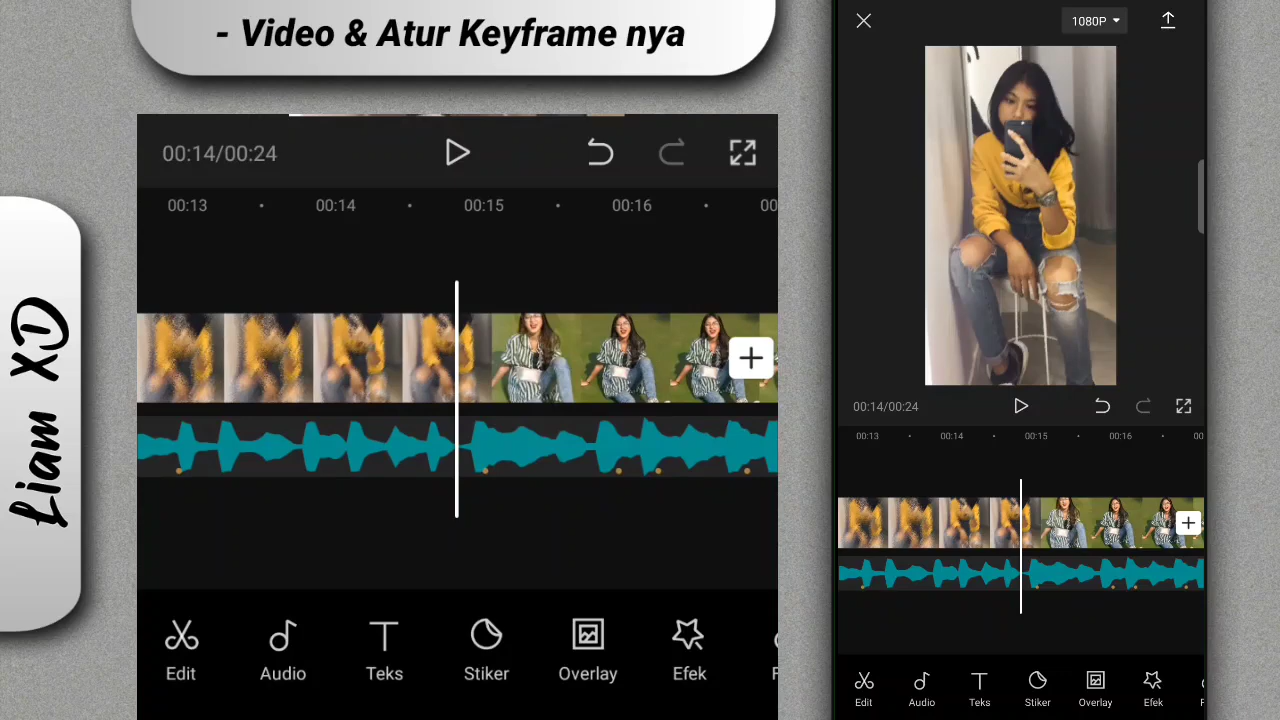 - Video & Atur Keyframe nya
Liam XD
00:14/00:24
00:13
00:14
00:15
00:16
00
Edit
Audio
Teks
Stiker
Overlay
Efek
F
1080P
00:14/00:24
00:13
00:14
00:15
00:16
00
Edit
Audio
Teks
Stiker
Overlay
Efek
F